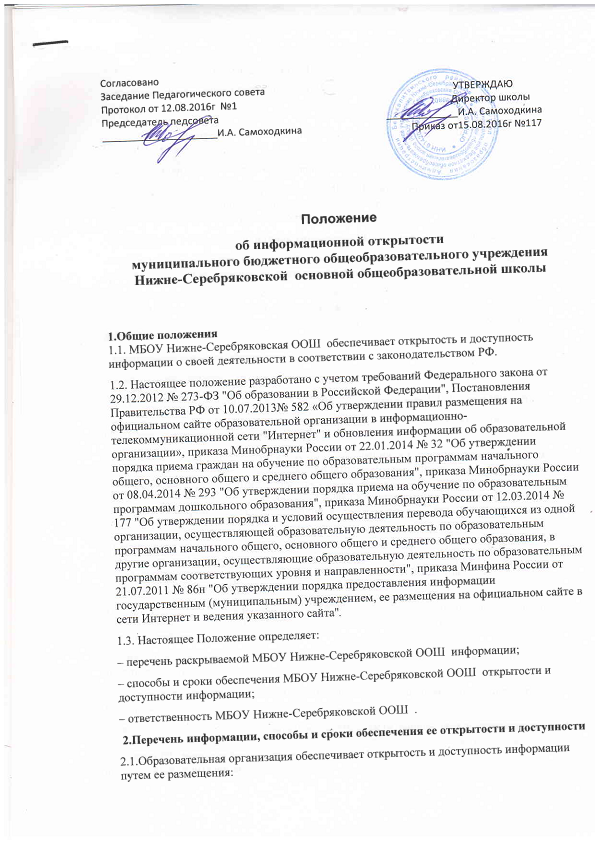 Согласовано
Заседание Педагогического совета
Протокол от 12.08.2016г №1
Председатель педсовета
И.А. Самоходкина
УТВЕРЖДАЮ
Директор школы
И.А. Самоходкина
Приказ от15.08.2016г №117
Положение
об информационной открытости
муниципального бюджетного общеобразовательного учреждения
Нижне-Серебряковской основной общеобразовательной школы
1.Общие положения
1.1. МБОУ Нижне-Серебряковская ООШ обеспечивает открытость и доступность
информации о своей деятельности в соответствии с законодательством РФ.
1.2. Настоящее положение разработано с учетом требований Федерального закона от
29.12.2012 № 273-ФЗ "Об образовании в Российской Федерации", Постановления
Правительства РФ от 10.07.2013№ 582 «Об утверждении правил размещения на
официальном сайте образовательной организации в информационно-
телекоммуникационной сети "Интернет" и обновления информации об образовательной
организации», приказа Минобрнауки России от 22.01.2014 № 32 "Об утверждении
порядка приема граждан на обучение по образовательным программам начального
общего, основного общего и среднего общего образования", приказа Минобрнауки России
от 08.04.2014 № 293 "Об утверждении порядка приема на обучение по образовательным
программам дошкольного образования", приказа Минобрнауки России от 12.03.2014 №
177 "Об утверждении порядка и условий осуществления перевода обучающихся из одной
организации, осуществляющей образовательную деятельность по образовательным
программам начального общего, основного общего и среднего общего образования, в
другие организации, осуществляющие образовательную деятельность по образовательным
программам соответствующих уровня и направленности", приказа Минфина России от
21.07.2011 № 86н "Об утверждении порядка предоставления информации
государственным (муниципальным) учреждением, ее размещения на официальном сайте в
сети Интернет и ведения указанного сайта".
1.3. Настоящее Положение определяет:
– перечень раскрываемой МБОУ Нижне-Серебряковской ООШ информации;
– способы и сроки обеспечения МБОУ Нижне-Серебряковской ООШ открытости и
доступности информации;
– ответственность МБОУ Нижне-Серебряковской ООШ .
2.Перечень информации, способы и сроки обеспечения ее открытости и доступности
2.1.Образовательная организация обеспечивает открытость и доступность информации
путем ее размещения: